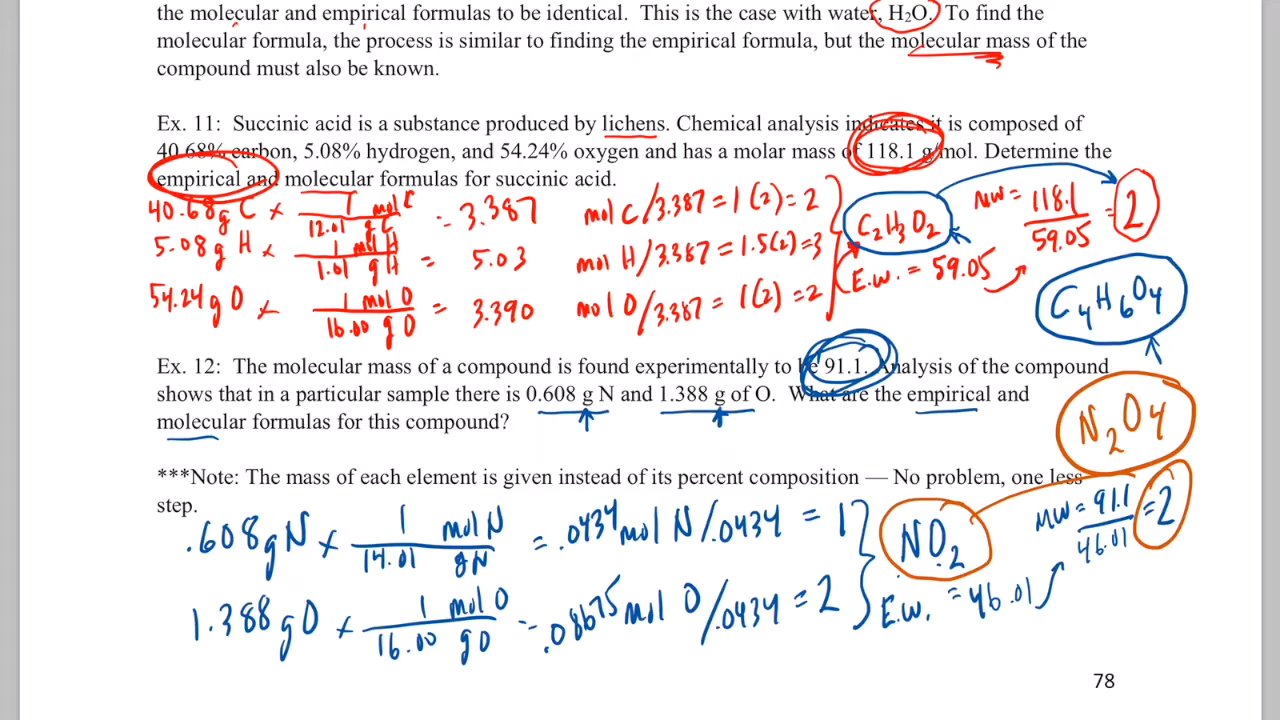 the molecular and empirical formulas to be identical. This is the case with water, H₂O. To find the
molecular formula, the process is similar to finding the empirical formula, but the molecular mass of the
compound must also be known.
Ex. 11: Succinic acid is a substance produced by lichens. Chemical analysis indicates it is composed of
40.68% carbon, 5.08% hydrogen, and 54.24% oxygen and has a molar mass of 118.1 g/mol. Determine the
empirical and molecular formulas for succinic acid.
40.68g C × 1 mol C / 12.01 g C = 3.387 mol C/3.387 = 1(2) = 2
5.08g H × 1 mol H / 1.01 g H = 5.03 mol H/3.387 = 1.5(2)=3
54.24g O × 1 mol O / 16.00 g O = 3.390 mol O/3.387 = 1(2) = 2
C₂H₃O₂
E.W. = 59.05
MW = 118.1 / 59.05 = 2
C₄H₆O₄
Ex. 12: The molecular mass of a compound is found experimentally to be 91.1. Analysis of the compound
shows that in a particular sample there is 0.608 g N and 1.388 g of O. What are the empirical and
molecular formulas for this compound?
N₂O₄
***Note: The mass of each element is given instead of its percent composition — No problem, one less
step.
.608g N × 1 mol N / 14.01 g N = .0434 mol N/.0434 = 1
1.388 g O × 1 mol O / 16.00 g O = .08675 mol O/.0434 = 2
NO₂
E.W. = 46.01
MW = 91.1 / 46.01 = 2
78